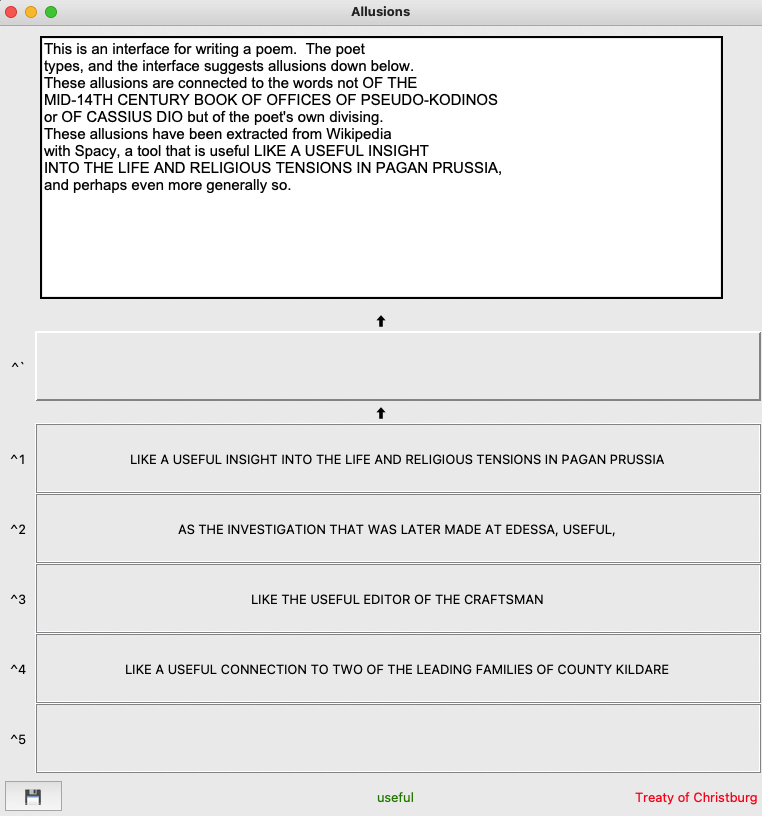 Allusions
This is an interface for writing a poem.  The poet
types, and the interface suggests allusions down below.
These allusions are connected to the words not OF THE
MID-14TH CENTURY BOOK OF OFFICES OF PSEUDO-KODINOS
or OF CASSIUS DIO but of the poet's own divising.
These allusions have been extracted from Wikipedia
with Spacy, a tool that is useful LIKE A USEFUL INSIGHT
INTO THE LIFE AND RELIGIOUS TENSIONS IN PAGAN PRUSSIA,
and perhaps even more generally so.
^`
^1 LIKE A USEFUL INSIGHT INTO THE LIFE AND RELIGIOUS TENSIONS IN PAGAN PRUSSIA
^2 AS THE INVESTIGATION THAT WAS LATER MADE AT EDESSA, USEFUL,
^3 LIKE THE USEFUL EDITOR OF THE CRAFTSMAN
^4 LIKE A USEFUL CONNECTION TO TWO OF THE LEADING FAMILIES OF COUNTY KILDARE
^5
useful Treaty of Christburg